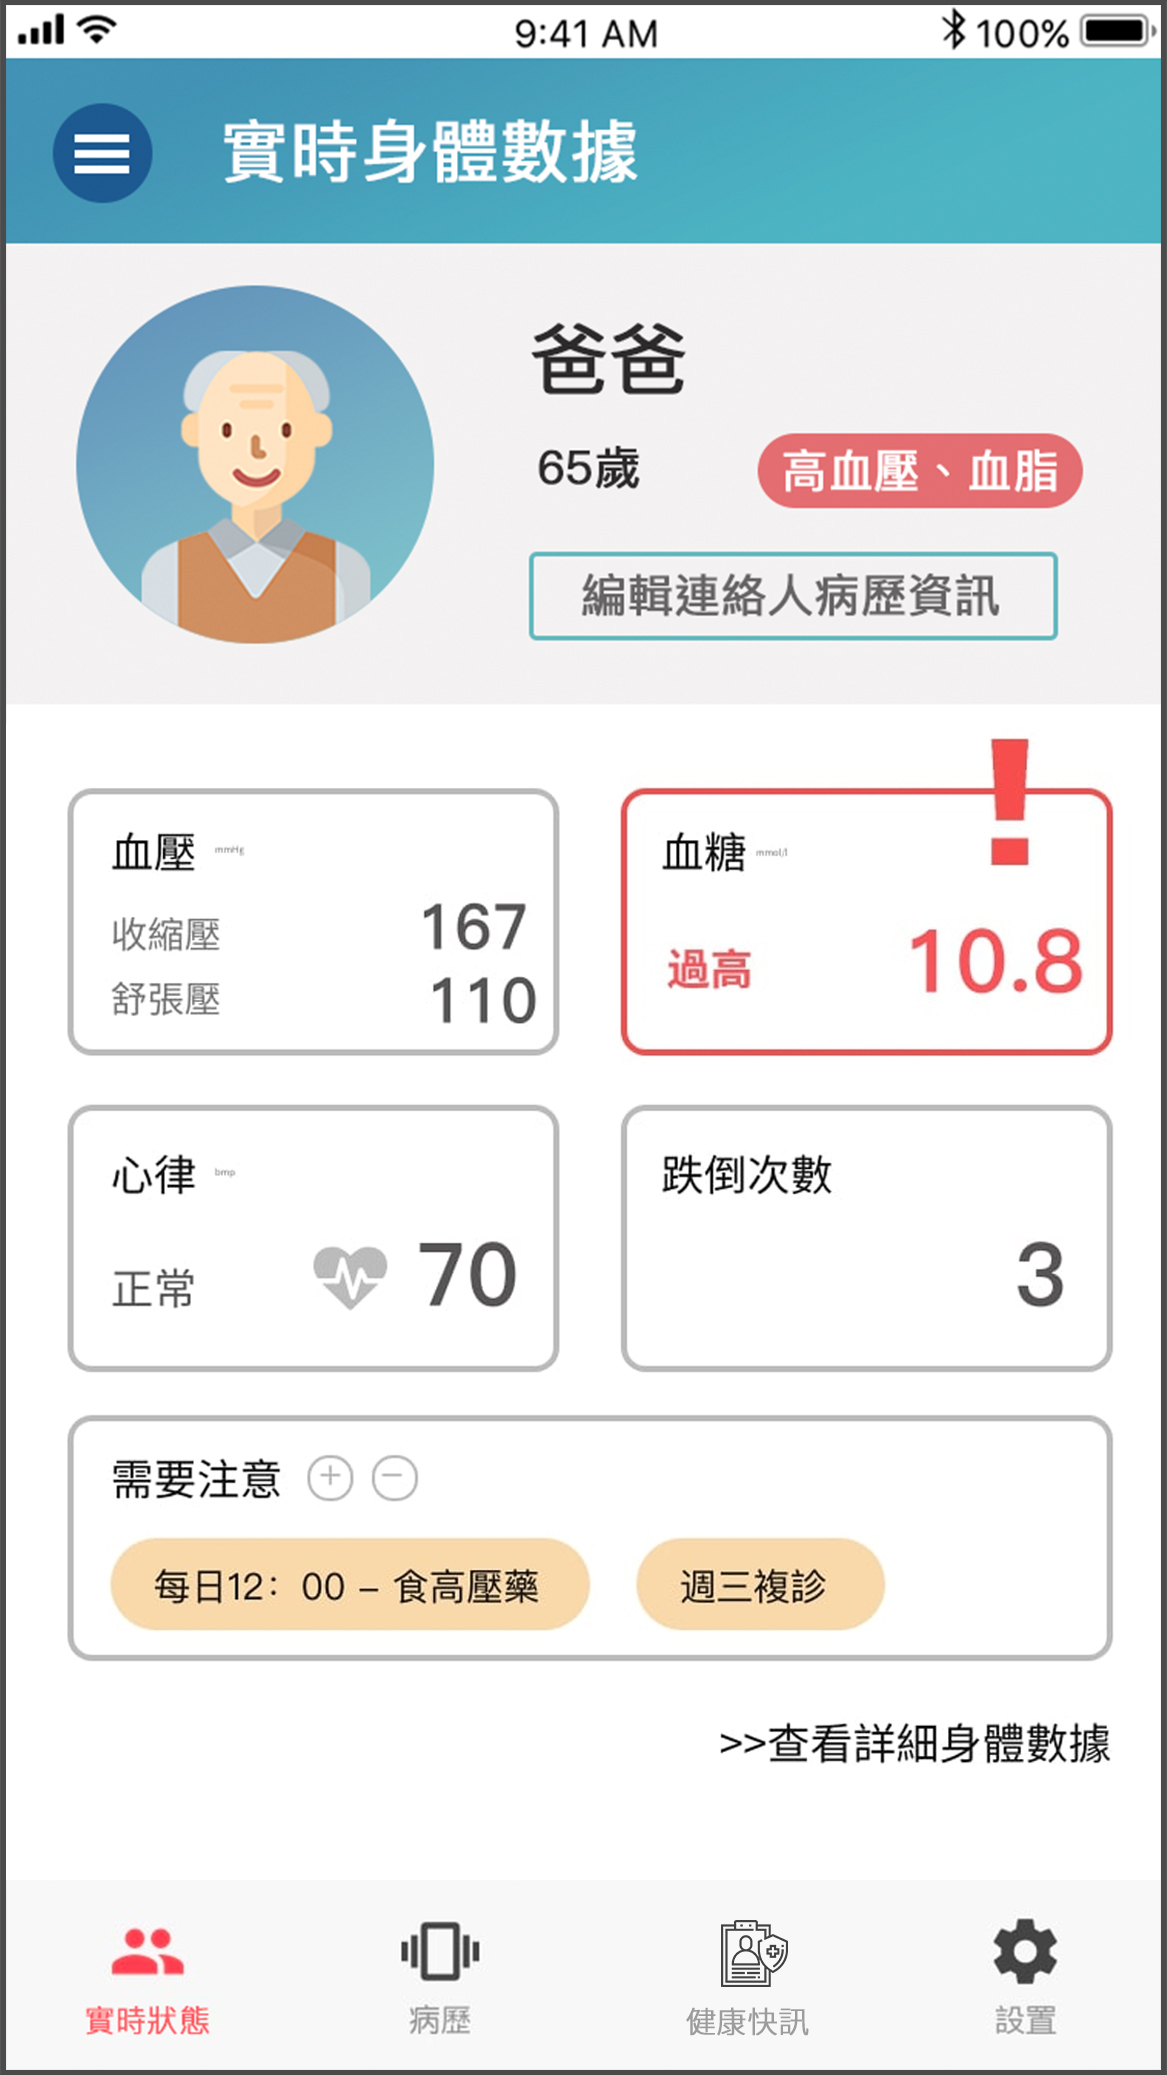 9:41 AM 100%
實時身體數據
爸爸
65歲 高血壓、血脂
編輯連絡人病歷資訊
血壓 mmHg
收縮壓 167
舒張壓 110
血糖 mmol/l
過高 10.8
心律 bmp
正常 70
跌倒次數
3
需要注意
每日12：00 – 食高壓藥 週三複診
>>查看詳細身體數據
實時狀態 病歷 健康快訊 設置